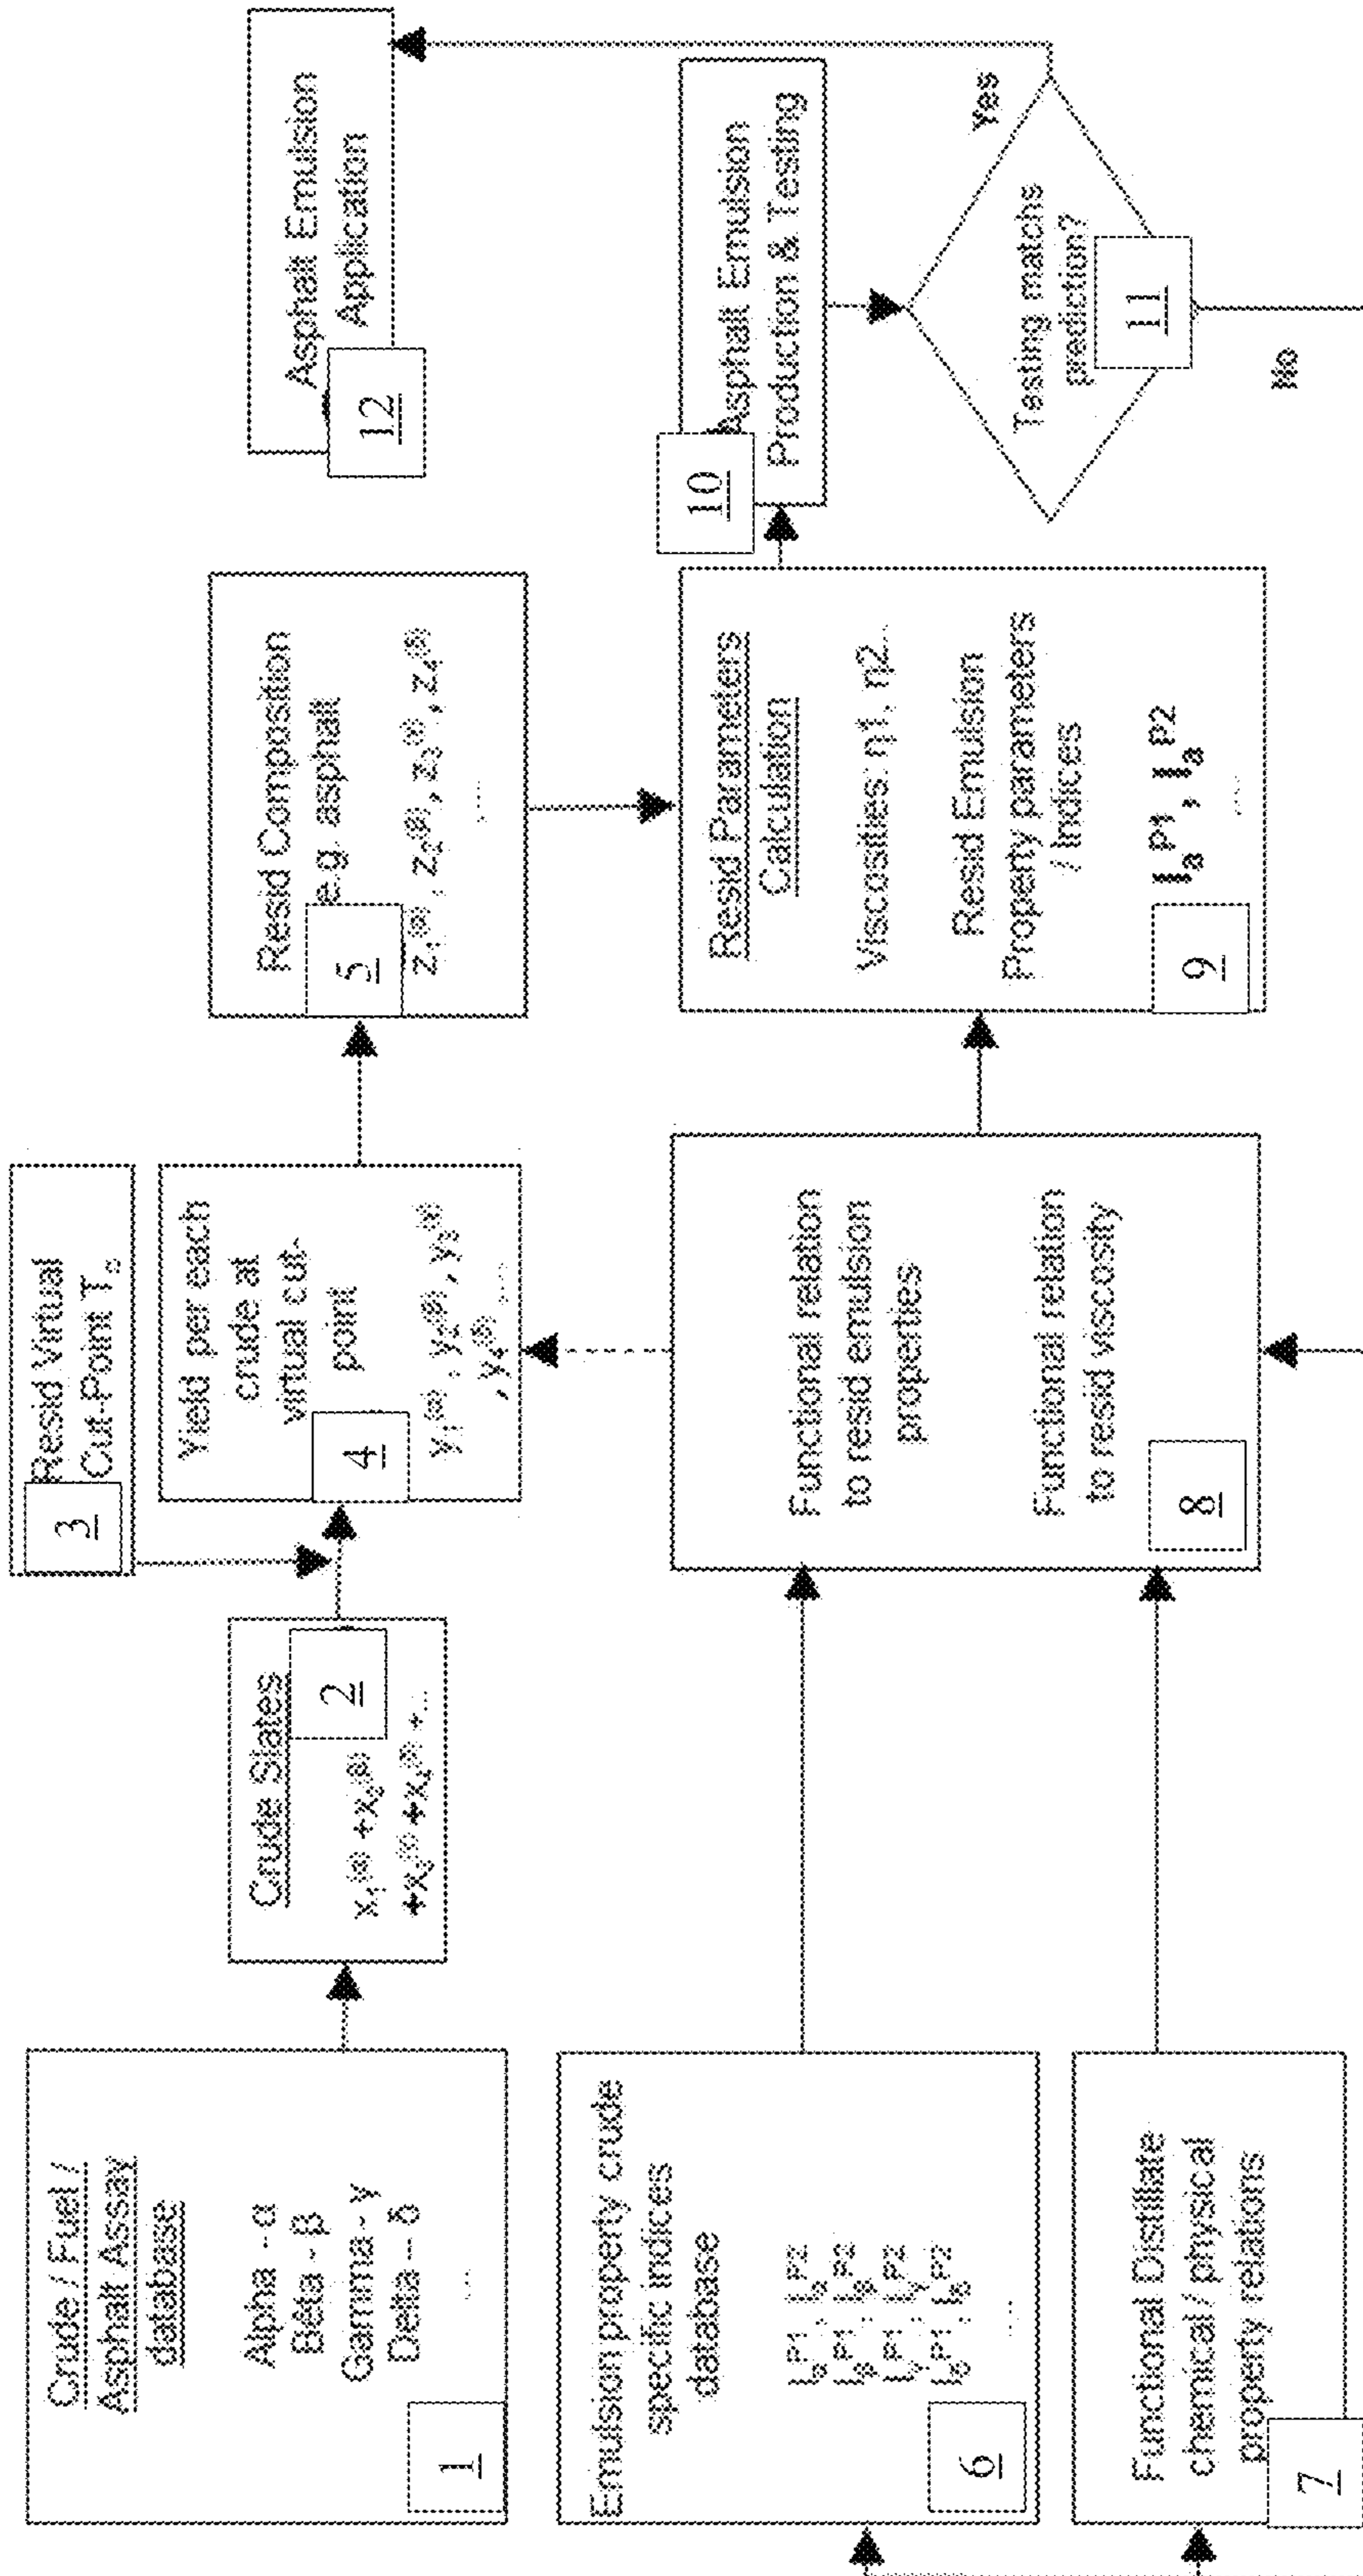 Crude / Fuel /
Asphalt Assay
database
Alpha - α
Beta - β
Gamma - γ
Delta - δ
....
1
Crude Slates
2
3
Resid Virtual
Cut-Point
Yield per each
crude at
virtual cut-
point
4
Resid Composition
e.g. asphalt
5
....
Asphalt Emulsion
Application
12
Emulsion property crude
specific indices
database
....
6
Functional Distillate
chemical / physical
property relations
7
Functional relation
to resid emulsion
properties
Functional relation
to resid viscosity
8
Resid Parameters
Calculation
Viscosities: η1, η2...
Resid Emulsion
Property parameters
/ Indices
....
9
10
Asphalt Emulsion
Production & Testing
Testing matchs
prediction?
11
Yes
No